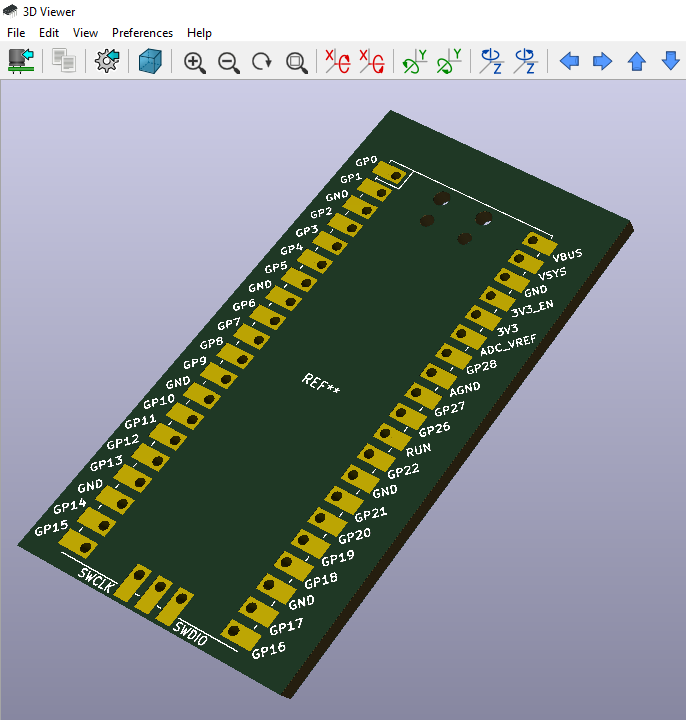 3D Viewer
File Edit View Preferences Help
X X Y Y Z Z
GP0
GP1
GND
GP2
GP3
GP4
GP5
GND
GP6
GP7
GP8
GP9
GND
GP10
GP11
GP12
GP13
GND
GP14
GP15
REF**
VBUS
VSYS
GND
3V3_EN
3V3
ADC_VREF
GP28
AGND
GP27
GP26
RUN
GP22
GND
GP21
GP20
GP19
GP18
GND
GP17
GP16
SWCLK
SWDIO